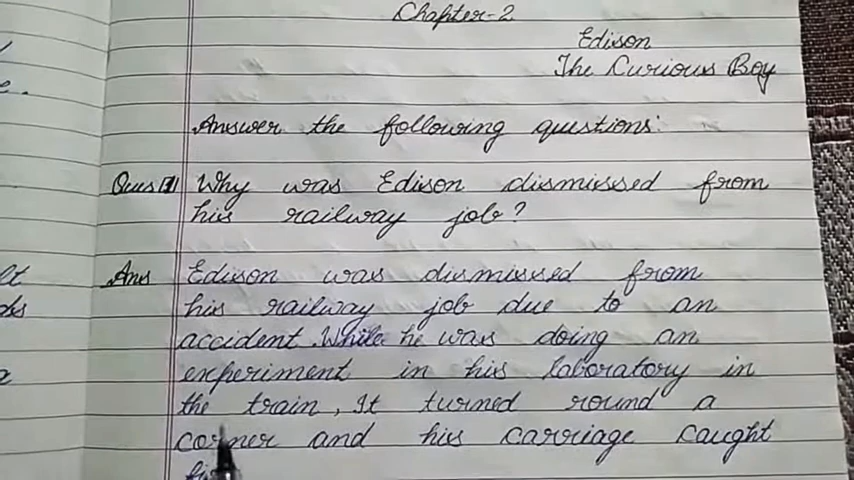 Chapter-2
Edison
The Curious Boy
Answer the following questions:
Ques 1 Why was Edison dismissed from
his railway job?
Ans Edison was dismissed from
his railway job due to an
accident. While he was doing an
experiment in his laboratory in
the train, It turned round a
corner and his carriage caught